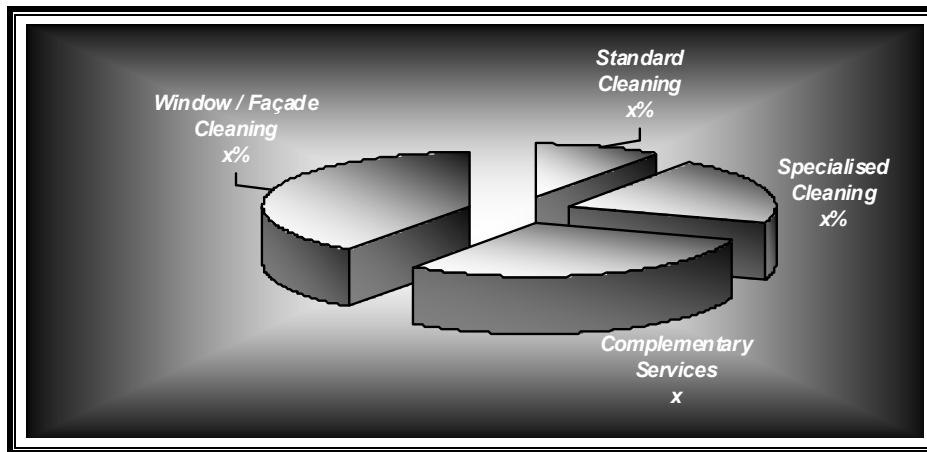 Standard
Cleaning
x%
Window / Façade
Cleaning
x%
Specialised
Cleaning
x%
Complementary
Services
x